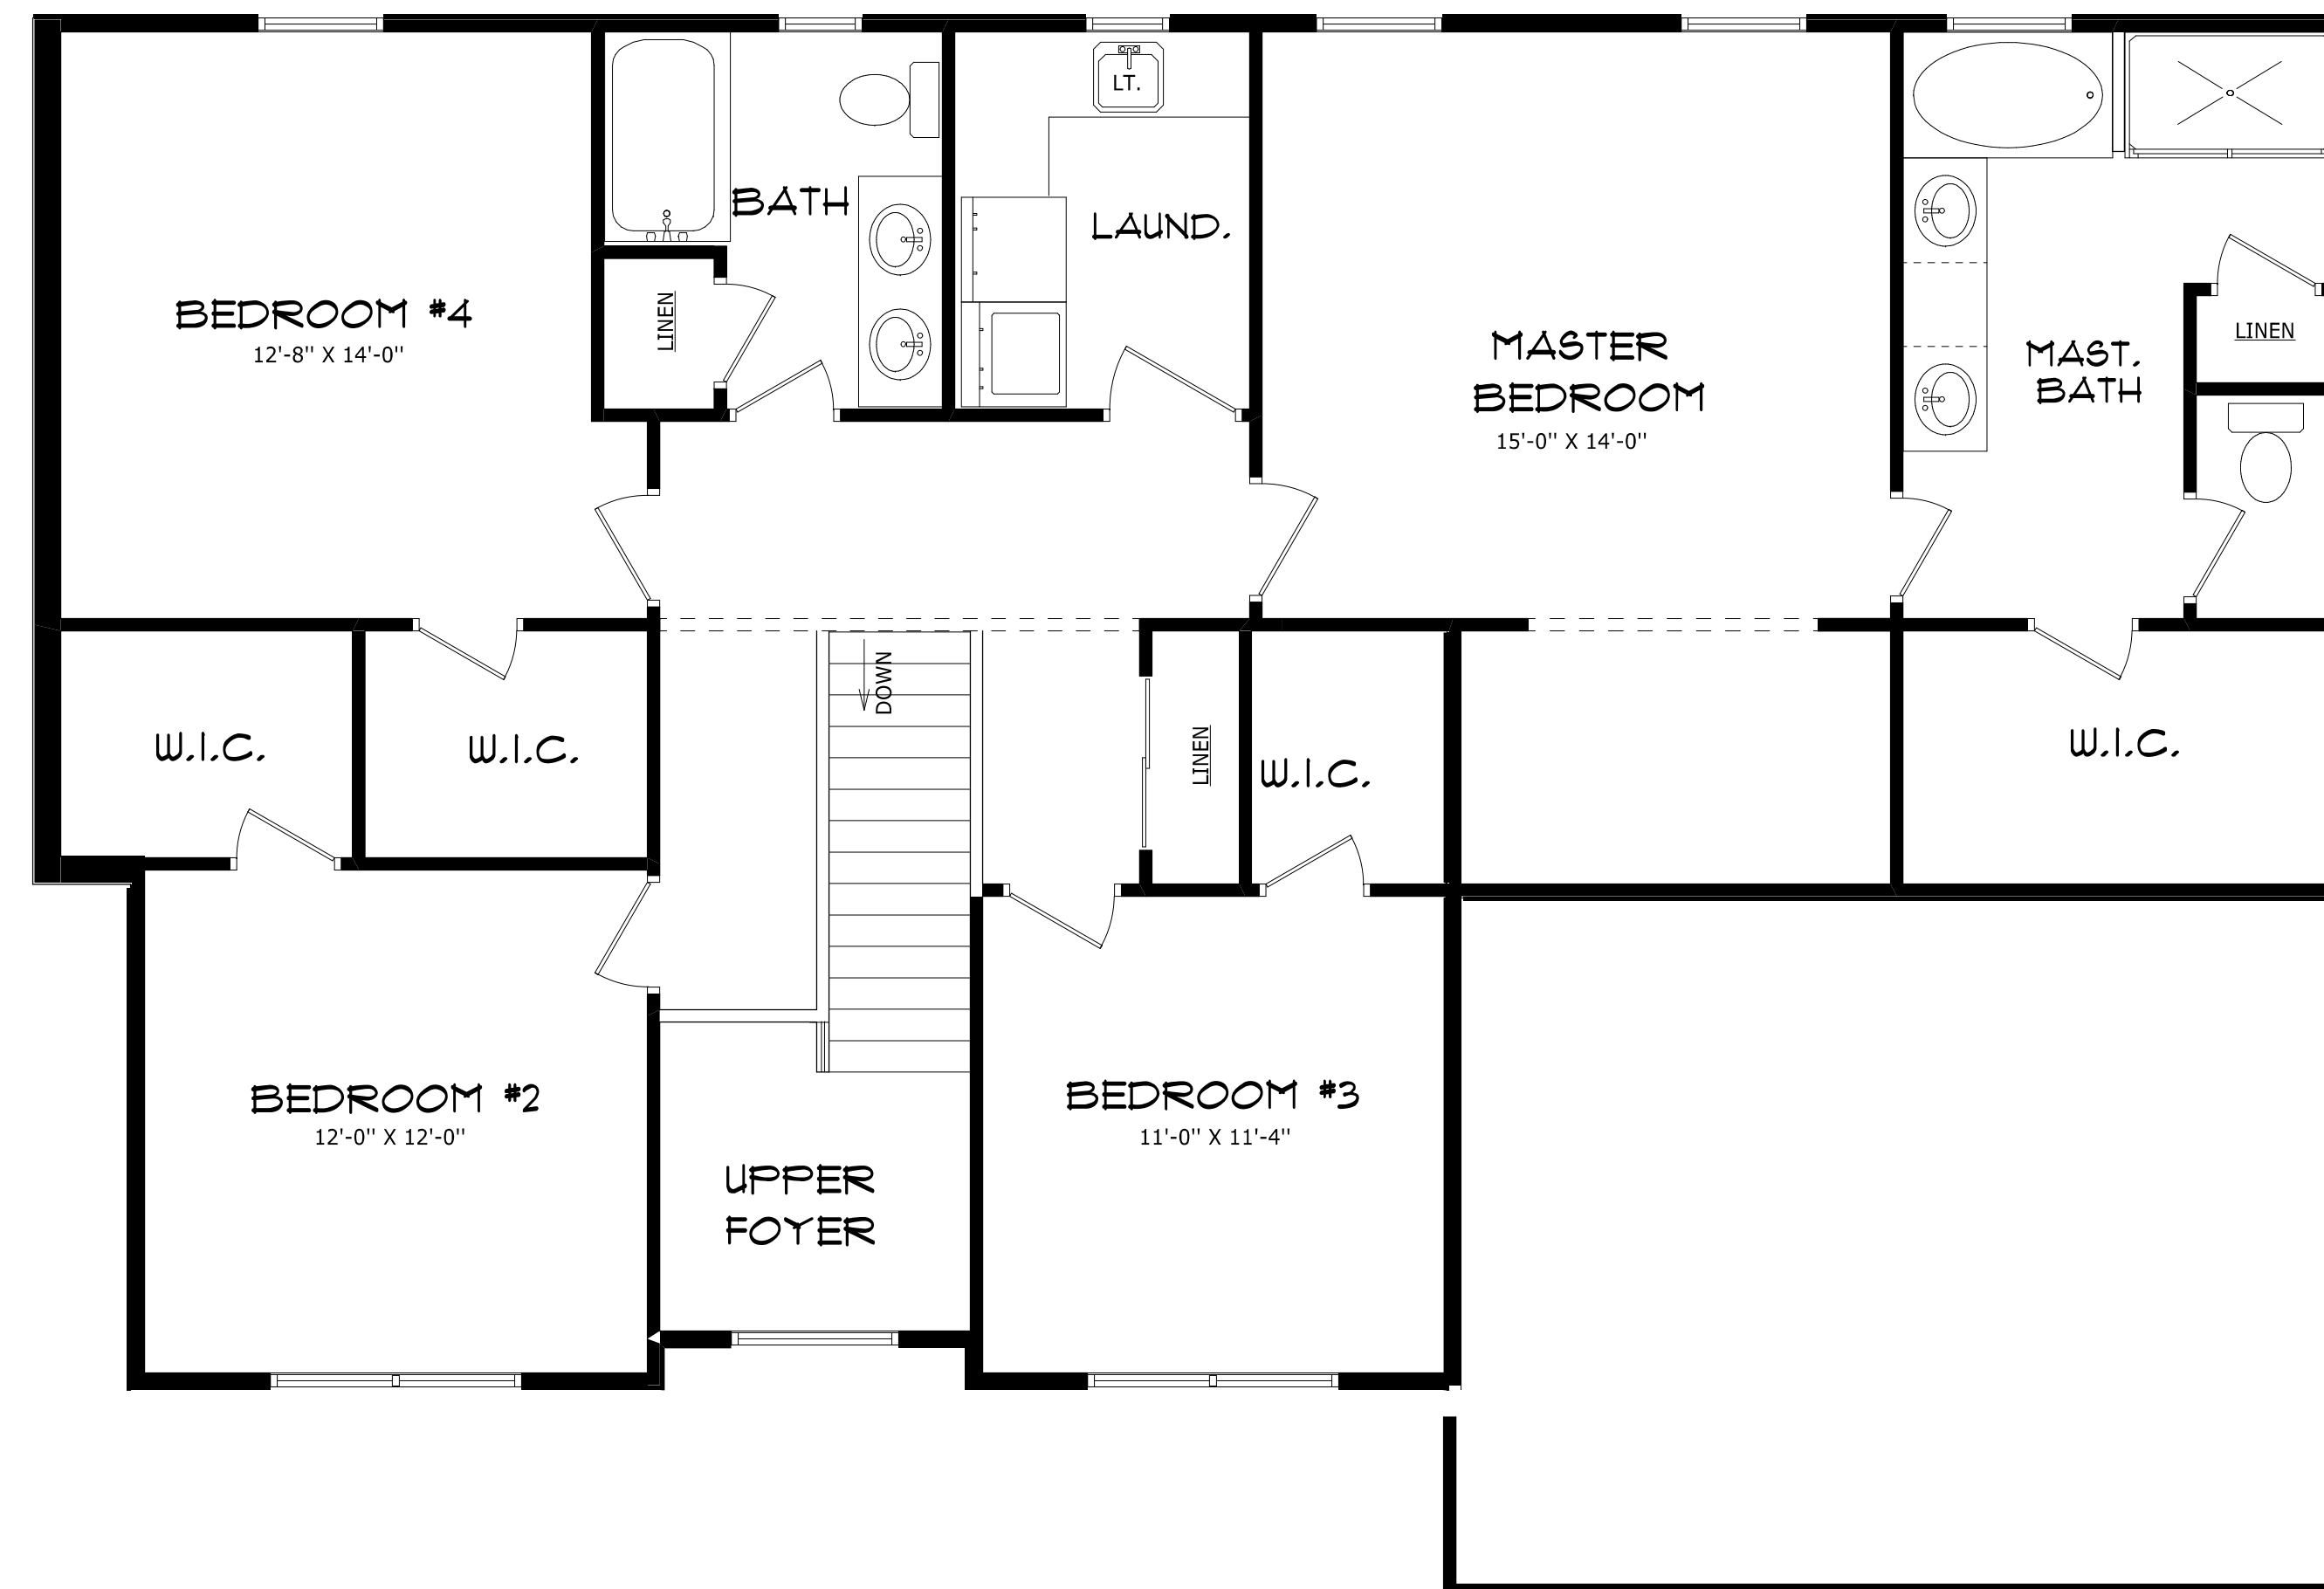 LT.
BATH
LAUND.
BEDROOM #4
12'-8" X 14'-0"
LINEN
MASTER
BEDROOM
15'-0" X 14'-0"
MAST.
BATH
LINEN
DOWN
W.I.C.
W.I.C.
LINEN
W.I.C.
W.I.C.
BEDROOM #2
12'-0" X 12'-0"
BEDROOM #3
11'-0" X 11'-4"
UPPER
FOYER